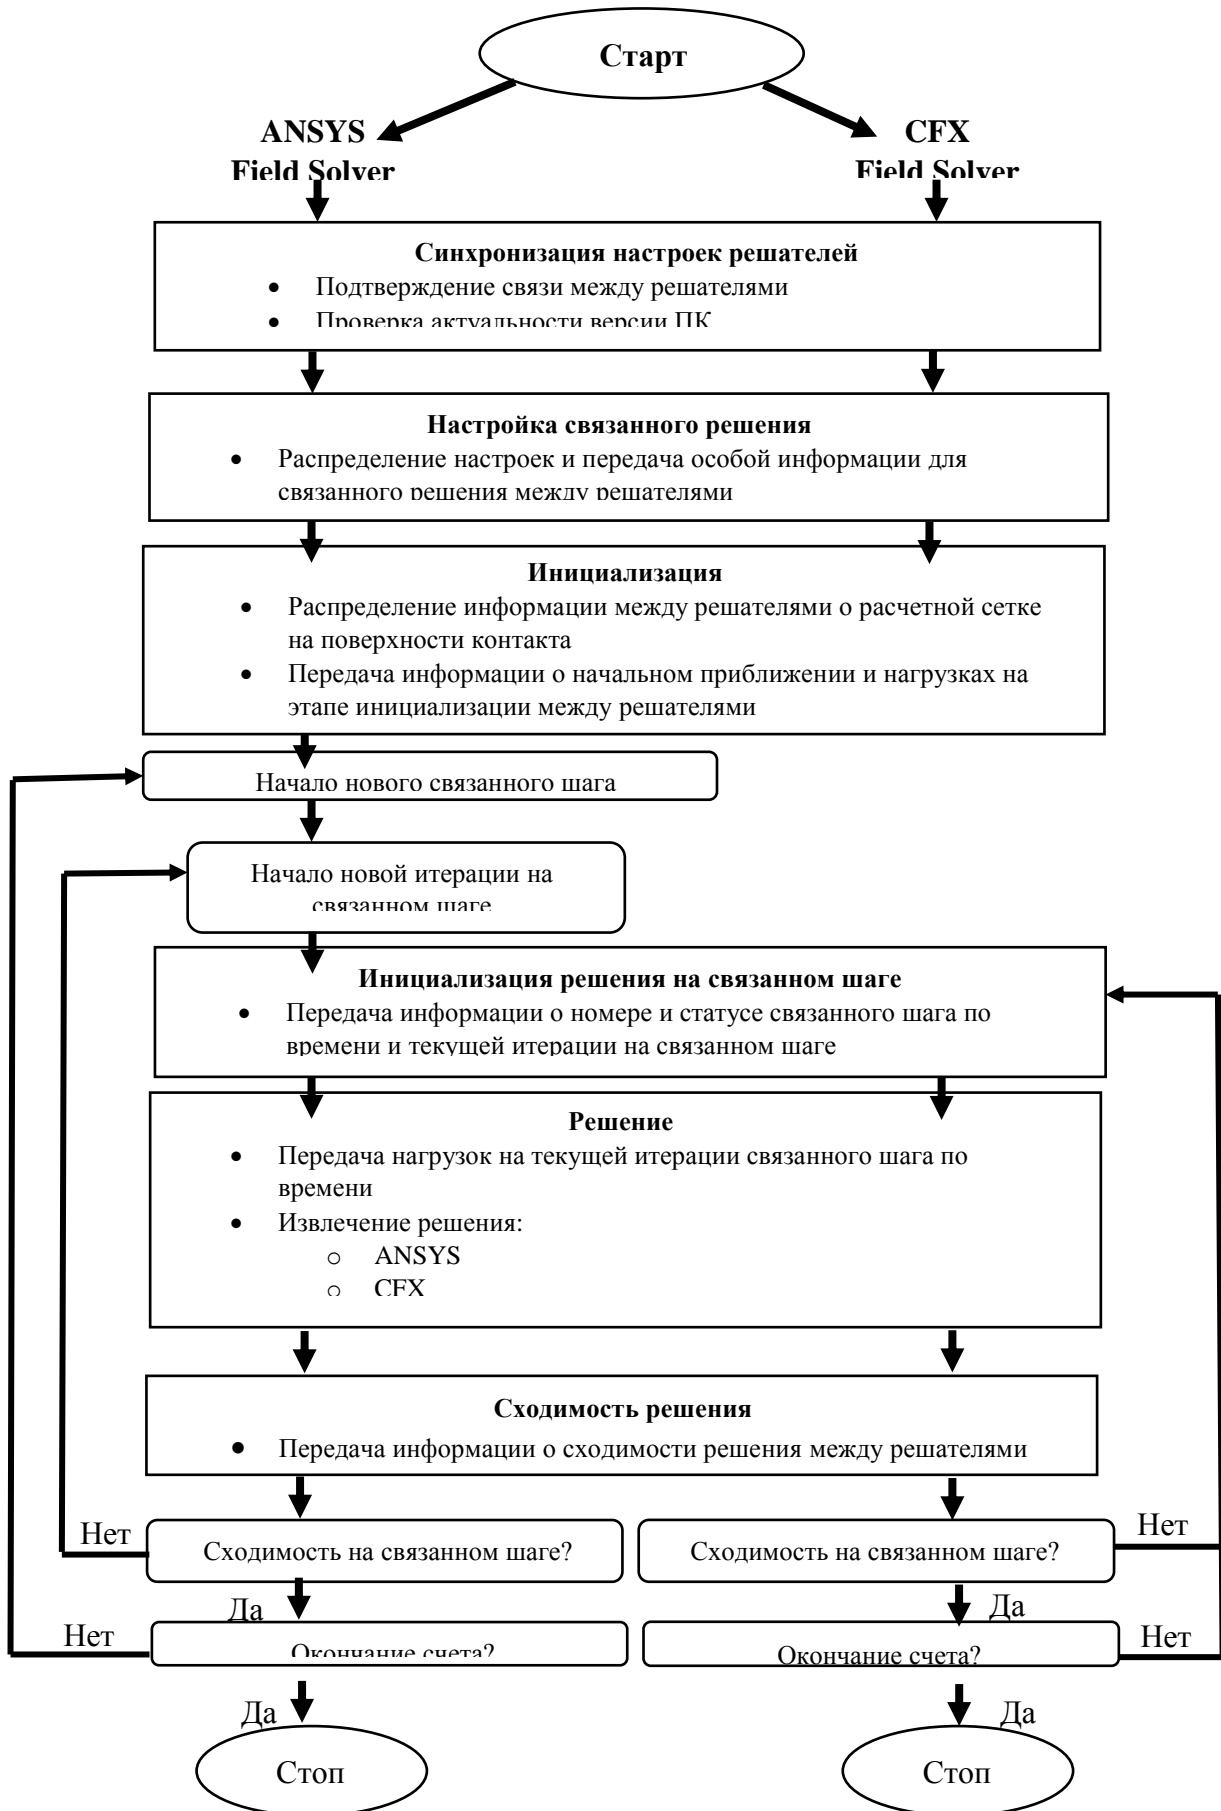 Старт
ANSYS
Field Solver
CFX
Field Solver
Синхронизация настроек решателей
• Подтверждение связи между решателями
• Проверка актуальности версии ПК
Настройка связанного решения
• Распределение настроек и передача особой информации для
связанного решения между решателями
Инициализация
• Распределение информации между решателями о расчетной сетке
на поверхности контакта
• Передача информации о начальном приближении и нагрузках на
этапе инициализации между решателями
Начало нового связанного шага
Начало новой итерации на
связанном шаге
Инициализация решения на связанном шаге
• Передача информации о номере и статусе связанного шага по
времени и текущей итерации на связанном шаге
Решение
• Передача нагрузок на текущей итерации связанного шага по
времени
• Извлечение решения:
o ANSYS
o CFX
Сходимость решения
• Передача информации о сходимости решения между решателями
Нет
Сходимость на связанном шаге?
Сходимость на связанном шаге?
Нет
Да
Да
Нет
Окончание счета?
Окончание счета?
Нет
Да
Да
Стоп
Стоп